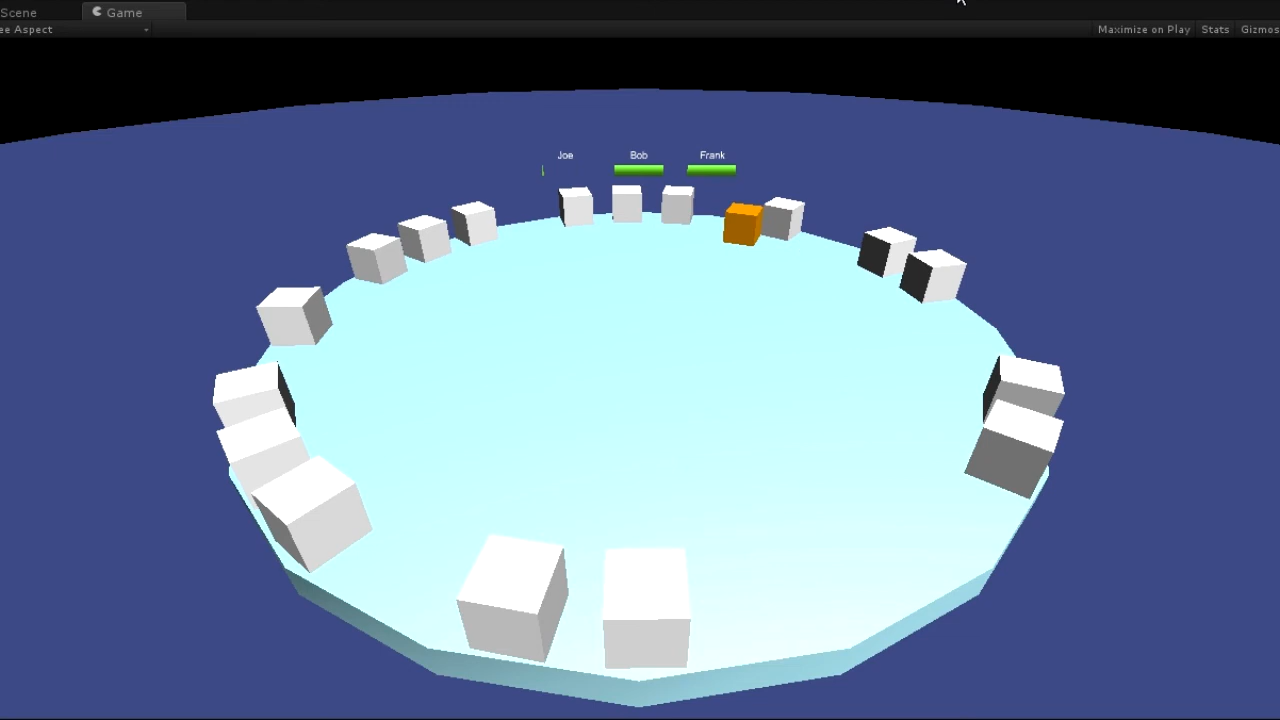 Scene
Game
ee Aspect
Maximize on Play
Stats
Gizmos
Joe
Bob
Frank